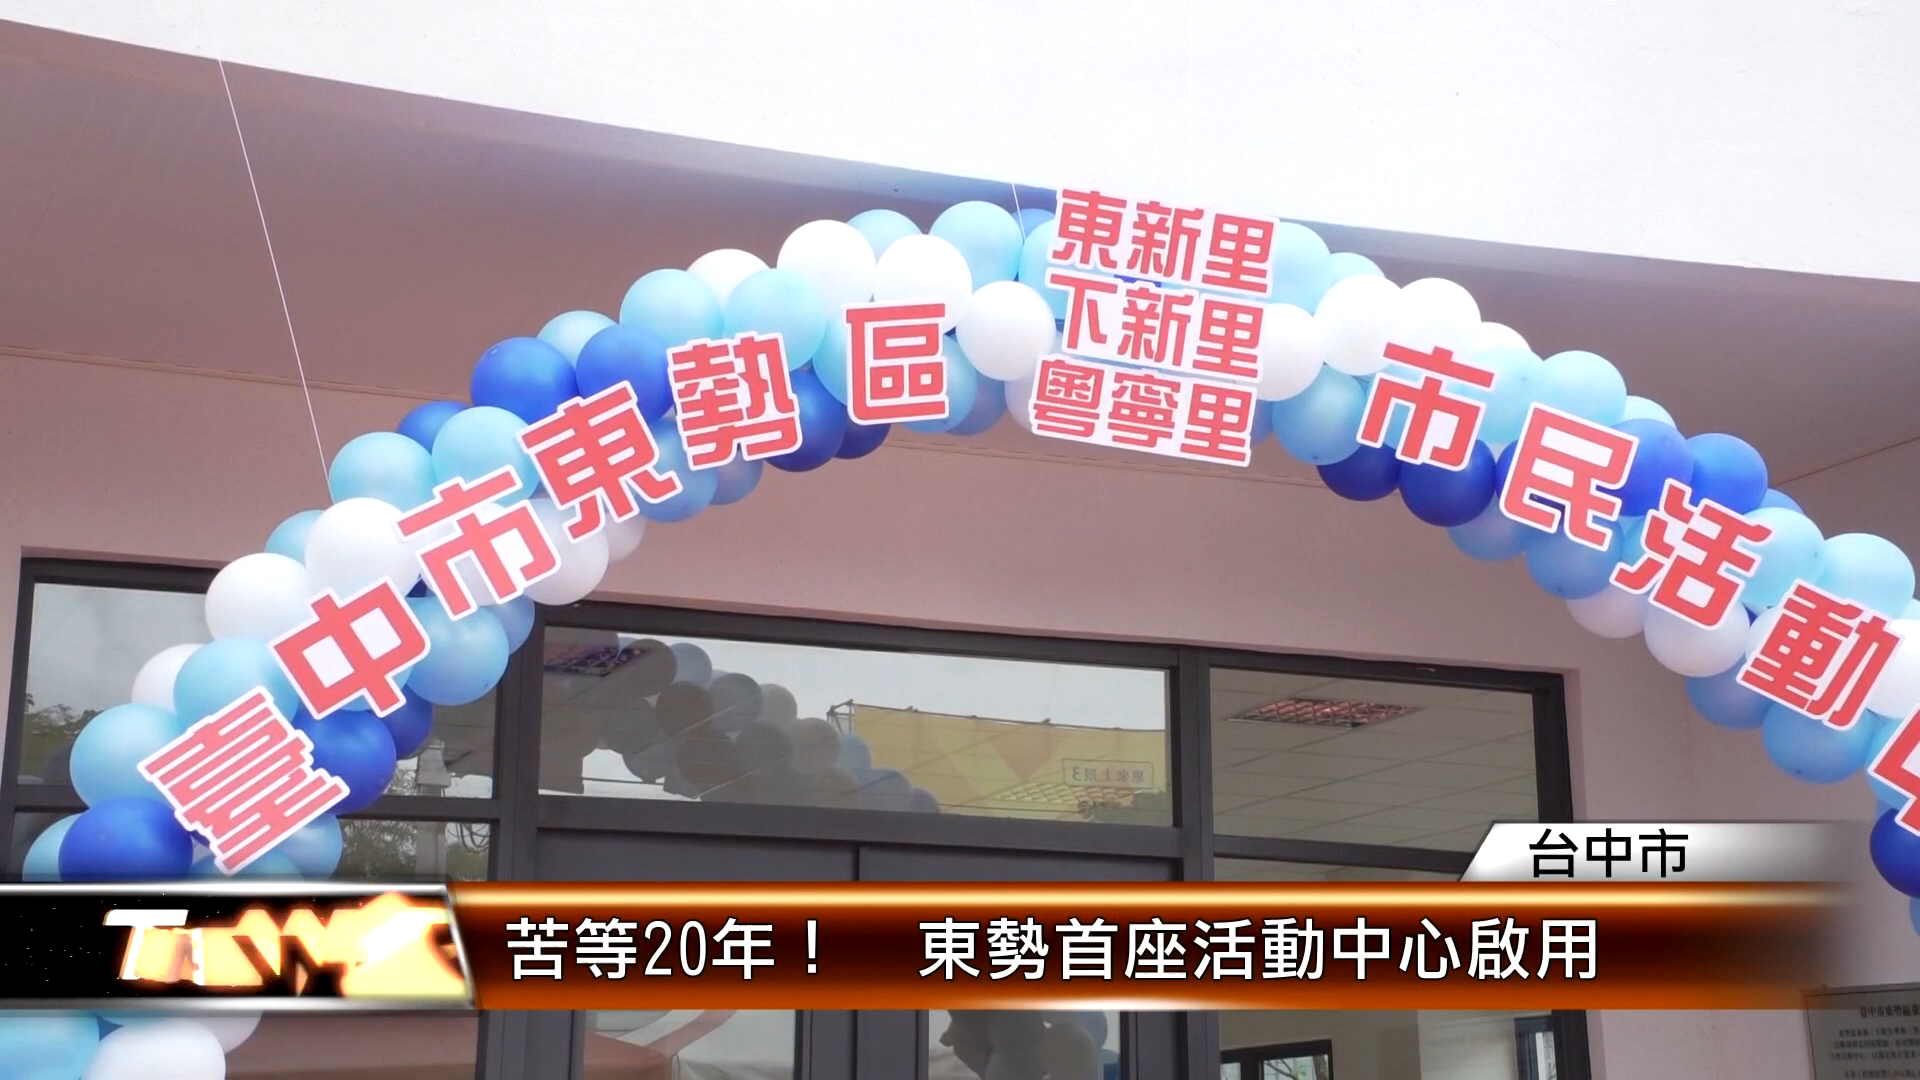 東新里
下新里
粵寧里
臺中市東勢區
市民活動中
台中市
苦等20年！ 東勢首座活動中心啟用